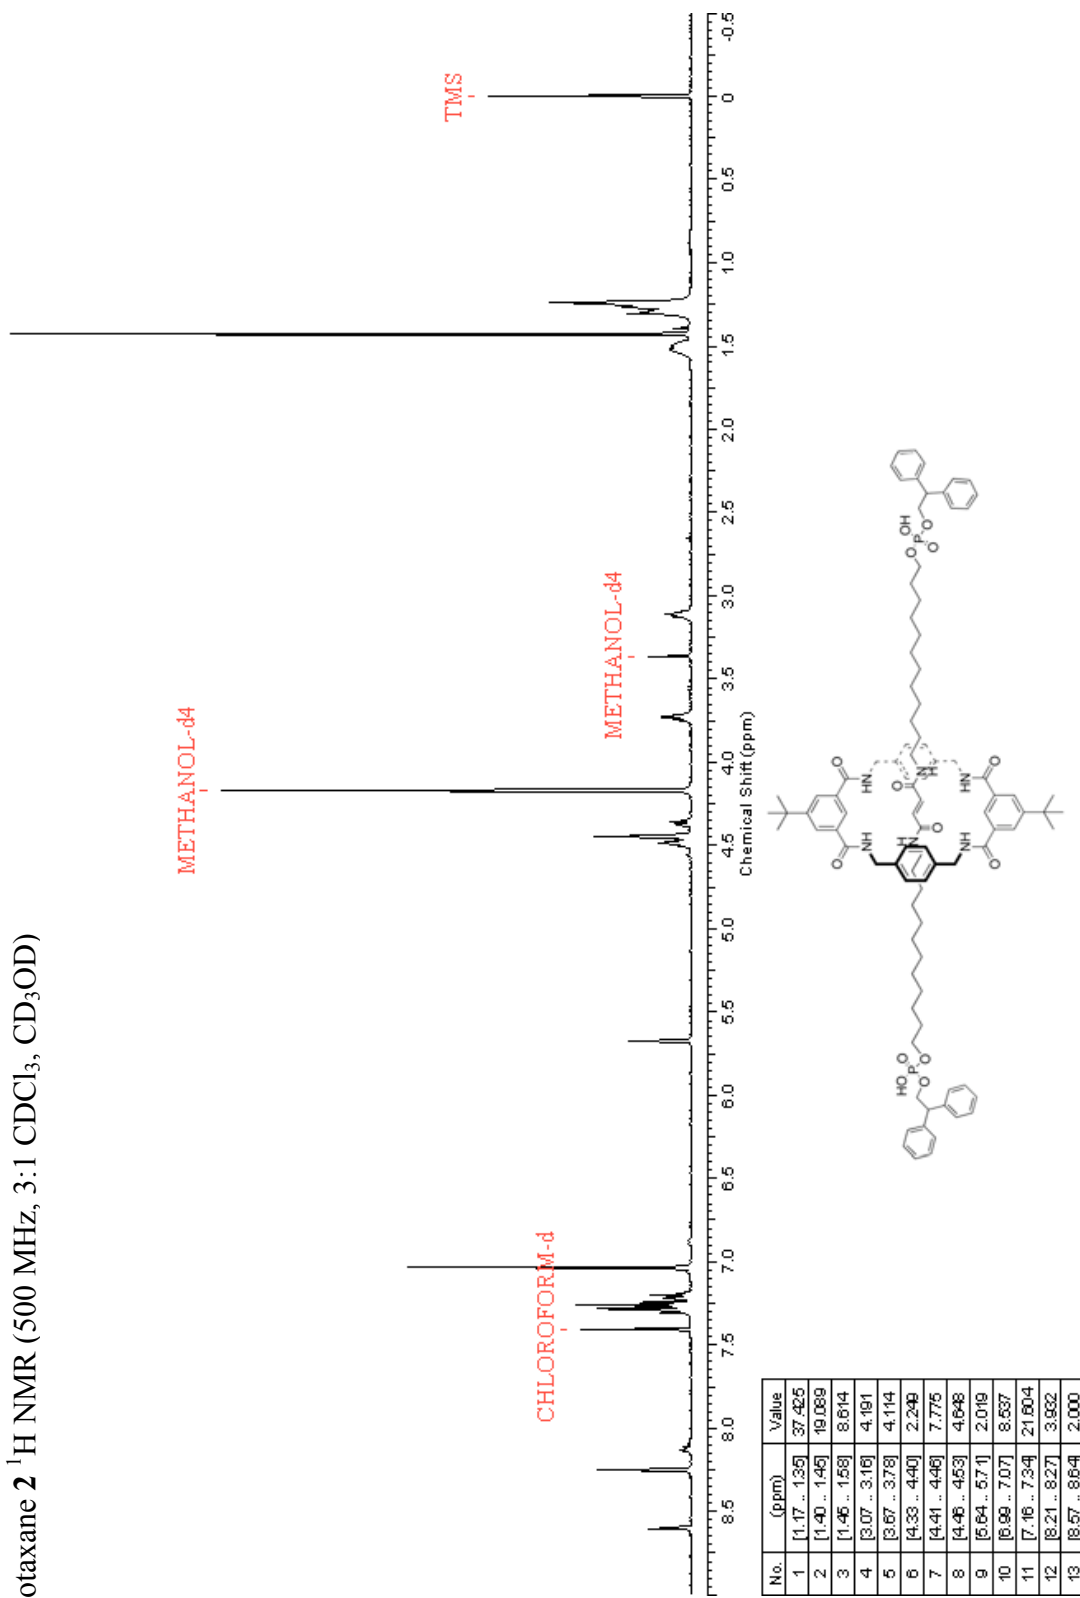 otaxane 2 ¹H NMR (500 MHz, 3:1 CDCl₃, CD₃OD)
METHANOL-d4
TMS
CHLOROFORM-d
METHANOL-d4
8.5 8.0 7.5 7.0 6.5 6.0 5.5 5.0 4.5 4.0 3.5 3.0 2.5 2.0 1.5 1.0 0.5 0 -0.5
Chemical Shift (ppm)
No. (ppm) Value
1 [1.17 .. 1.35] 37.425
2 [1.40 .. 1.45] 19.089
3 [1.45 .. 1.58] 8.614
4 [3.07 .. 3.16] 4.191
5 [3.67 .. 3.78] 4.114
6 [4.33 .. 4.40] 2.249
7 [4.41 .. 4.46] 7.775
8 [4.46 .. 4.53] 4.648
9 [5.64 .. 5.71] 2.019
10 [6.99 .. 7.07] 8.537
11 [7.16 .. 7.34] 21.604
12 [8.21 .. 8.27] 3.932
13 [8.57 .. 8.64] 2.000
O O
NH HN
HO O
P O
O
O
N H
H N
O
O OH
P O
O O
NH HN
O O